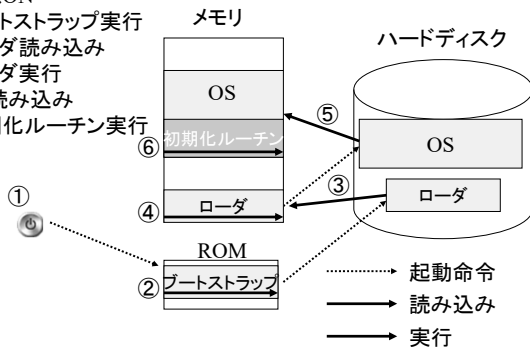 ートストラップ実行
ダ読み込み
ダ実行
読み込み
期化ルーチン実行
メモリ
ハードディスク
OS
初期化ルーチン
⑥
⑤
OS
①
④
ローダ
③
ローダ
ROM
②
ブートストラップ
起動命令
読み込み
実行